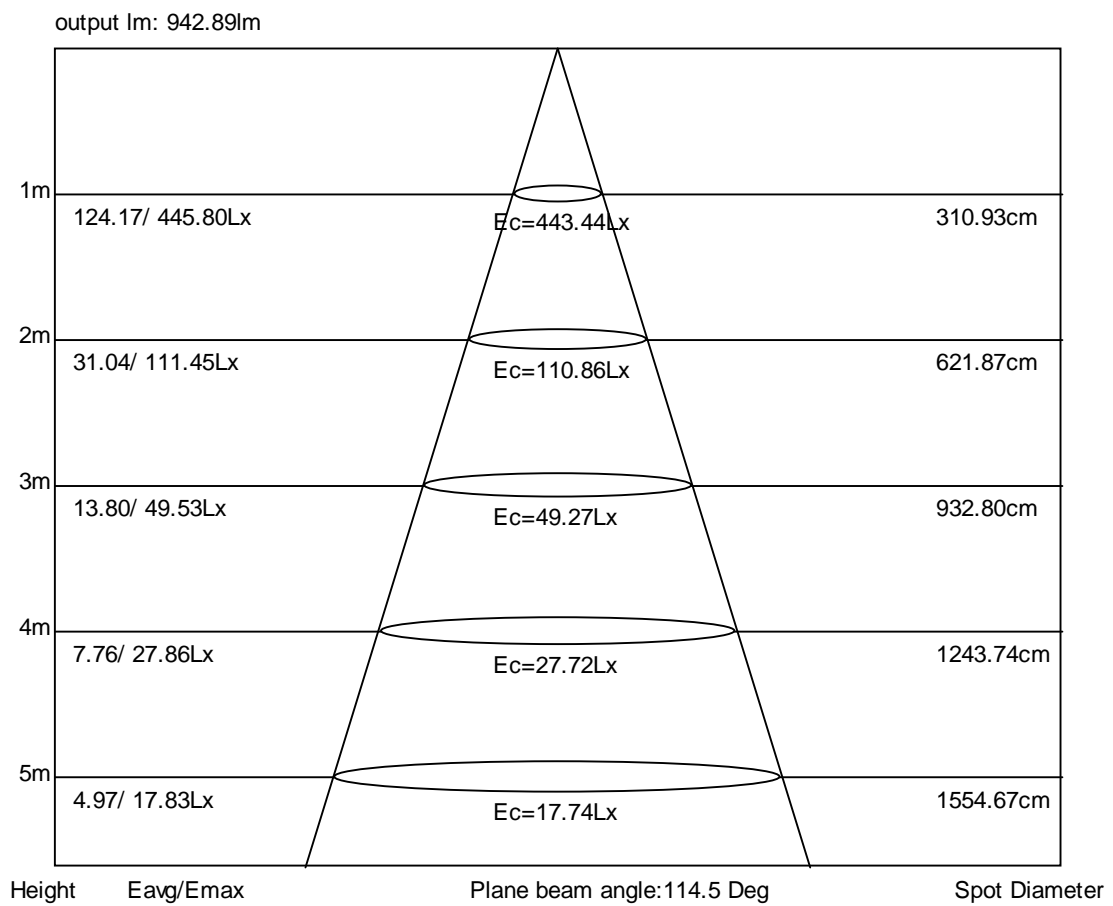 output lm: 942.89lm
1m
124.17/ 445.80Lx
Ec=443.44Lx
310.93cm
2m
31.04/ 111.45Lx
Ec=110.86Lx
621.87cm
3m
13.80/ 49.53Lx
Ec=49.27Lx
932.80cm
4m
7.76/ 27.86Lx
Ec=27.72Lx
1243.74cm
5m
4.97/ 17.83Lx
Ec=17.74Lx
1554.67cm
Height
Eavg/Emax
Plane beam angle:114.5 Deg
Spot Diameter